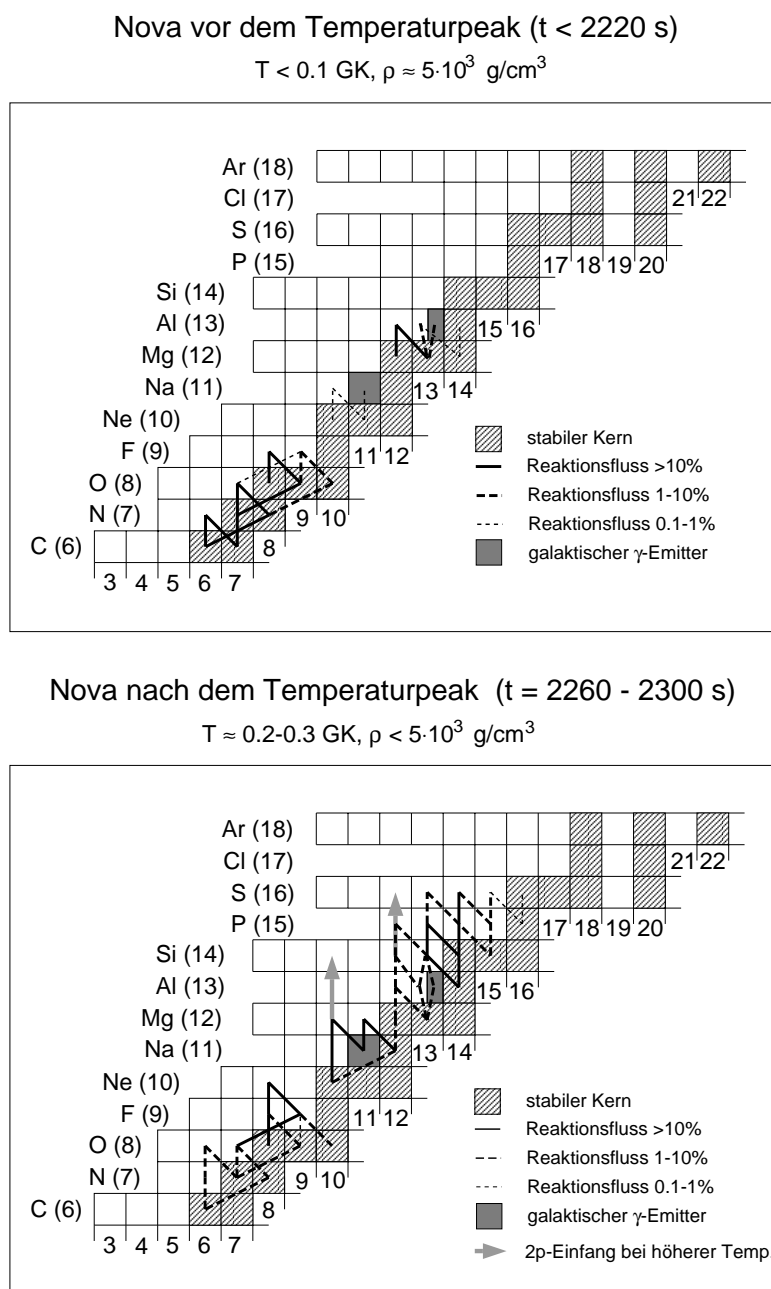 Nova vor dem Temperaturpeak (t < 2220 s)
T < 0.1 GK, ρ ≈ 5·10³ g/cm³
Ar (18)
Cl (17)
21 22
S (16)
P (15)
17 18 19 20
Si (14)
Al (13)
15 16
Mg (12)
Na (11)
13 14
Ne (10)
F (9)
11 12
O (8)
N (7)
9 10
C (6)
8
3 4 5 6 7
stabiler Kern
Reaktionsfluss >10%
Reaktionsfluss 1-10%
Reaktionsfluss 0.1-1%
galaktischer γ-Emitter
Nova nach dem Temperaturpeak (t = 2260 - 2300 s)
T ≈ 0.2-0.3 GK, ρ < 5·10³ g/cm³
Ar (18)
Cl (17)
21 22
S (16)
P (15)
17 18 19 20
Si (14)
Al (13)
15 16
Mg (12)
Na (11)
13 14
Ne (10)
F (9)
11 12
O (8)
N (7)
9 10
C (6)
8
3 4 5 6 7
stabiler Kern
Reaktionsfluss >10%
Reaktionsfluss 1-10%
Reaktionsfluss 0.1-1%
galaktischer γ-Emitter
2p-Einfang bei höherer Temp.